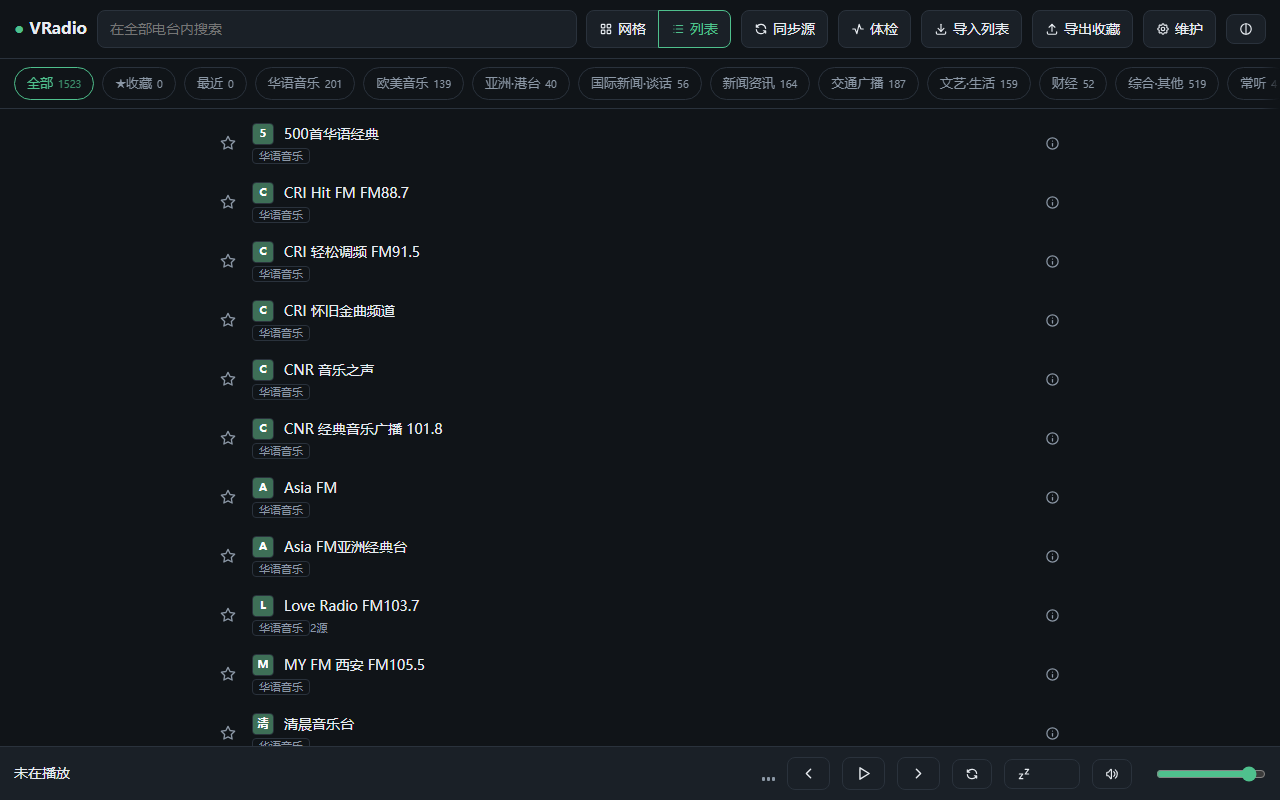 VRadio 在全部电台内搜索 网格 列表 同步源 体检 导入列表 导出收藏 维护
全部 1523 ★收藏 0 最近 0 华语音乐 201 欧美音乐 139 亚洲·港台 40 国际新闻·谈话 56 新闻资讯 164 交通广播 187 文艺·生活 159 财经 52 综合·其他 519 常听
5 500首华语经典
华语音乐
C CRI Hit FM FM88.7
华语音乐
C CRI 轻松调频 FM91.5
华语音乐
C CRI 怀旧金曲频道
华语音乐
C CNR 音乐之声
华语音乐
C CNR 经典音乐广播 101.8
华语音乐
A Asia FM
华语音乐
A Asia FM亚洲经典台
华语音乐
L Love Radio FM103.7
华语音乐 2源
M MY FM 西安 FM105.5
华语音乐
清 清晨音乐台
华语音乐
未在播放 ... zz